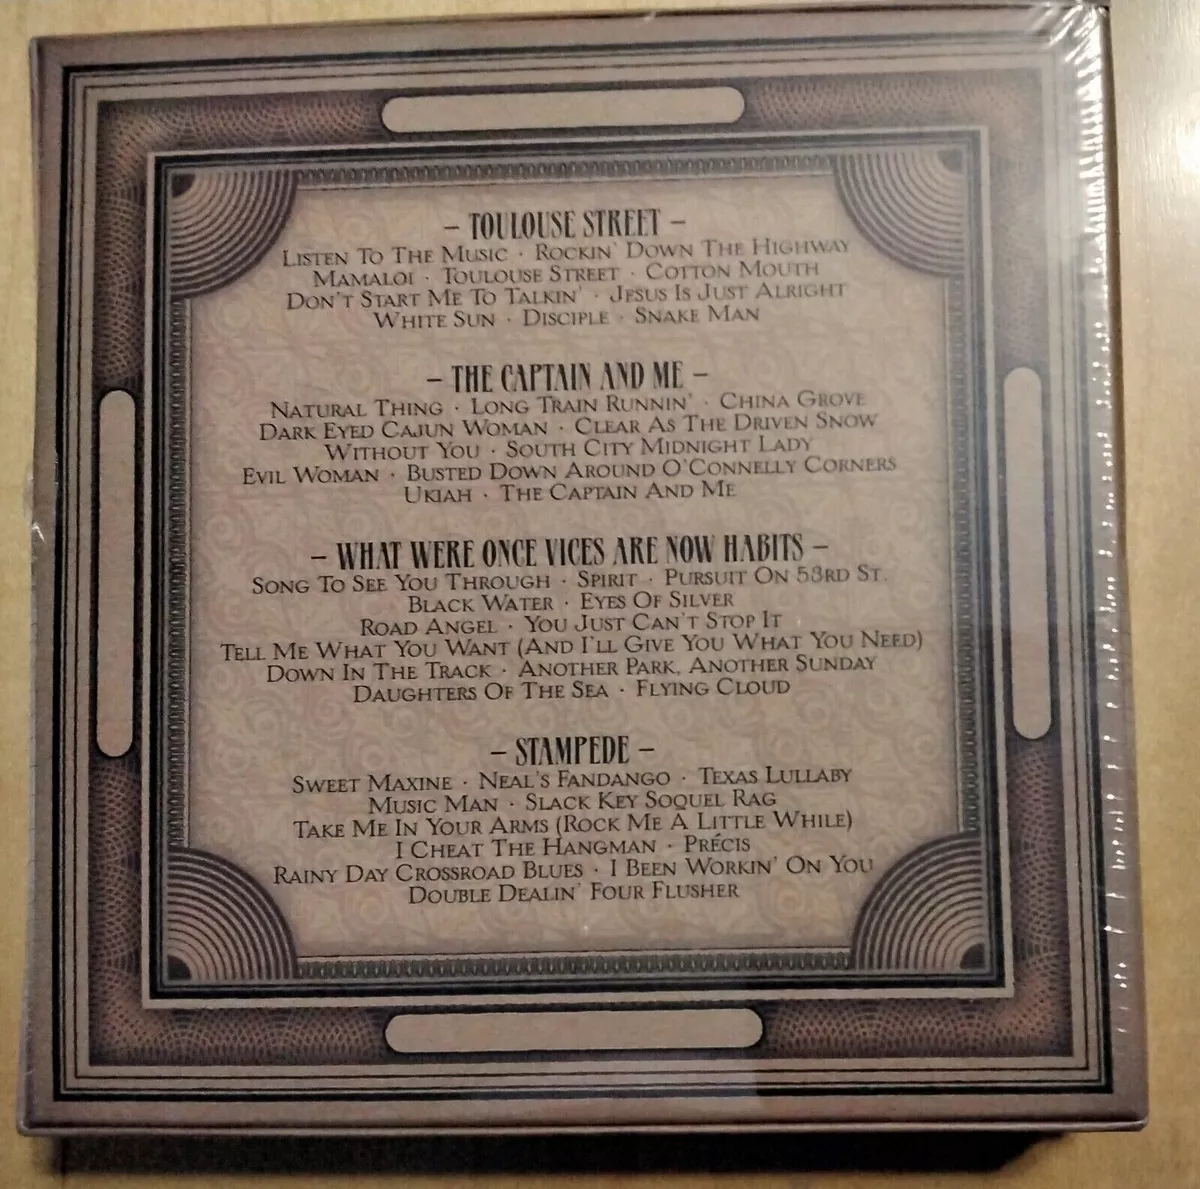 – TOULOUSE STREET –
LISTEN TO THE MUSIC · ROCKIN' DOWN THE HIGHWAY
MAMALOI · TOULOUSE STREET · COTTON MOUTH
DON'T START ME TO TALKIN' · JESUS IS JUST ALRIGHT
WHITE SUN · DISCIPLE · SNAKE MAN
– THE CAPTAIN AND ME –
NATURAL THING · LONG TRAIN RUNNIN' · CHINA GROVE
DARK EYED CAJUN WOMAN · CLEAR AS THE DRIVEN SNOW
WITHOUT YOU · SOUTH CITY MIDNIGHT LADY
EVIL WOMAN · BUSTED DOWN AROUND O'CONNELLY CORNERS
UKIAH · THE CAPTAIN AND ME
– WHAT WERE ONCE VICES ARE NOW HABITS –
SONG TO SEE YOU THROUGH · SPIRIT · PURSUIT ON 53RD ST.
BLACK WATER · EYES OF SILVER
ROAD ANGEL · YOU JUST CAN'T STOP IT
TELL ME WHAT YOU WANT (AND I'LL GIVE YOU WHAT YOU NEED)
DOWN IN THE TRACK · ANOTHER PARK, ANOTHER SUNDAY
DAUGHTERS OF THE SEA · FLYING CLOUD
– STAMPEDE –
SWEET MAXINE · NEAL'S FANDANGO · TEXAS LULLABY
MUSIC MAN · SLACK KEY SOQUEL RAG
TAKE ME IN YOUR ARMS (ROCK ME A LITTLE WHILE)
I CHEAT THE HANGMAN · PRÉCIS
RAINY DAY CROSSROAD BLUES · I BEEN WORKIN' ON YOU
DOUBLE DEALIN' FOUR FLUSHER